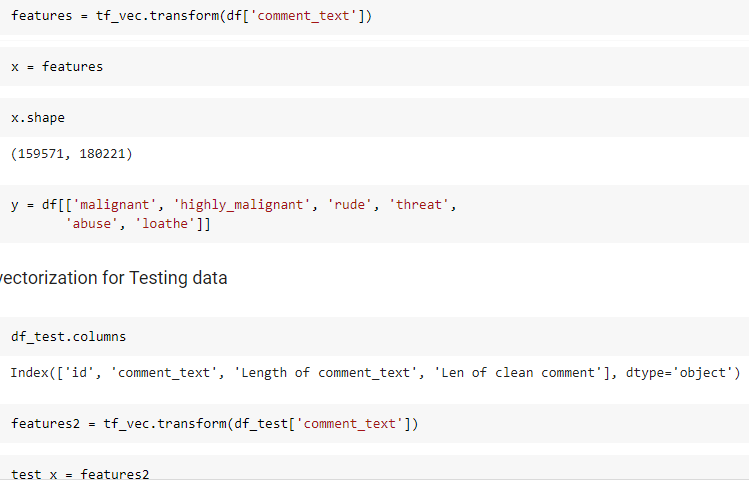 features = tf_vec.transform(df['comment_text'])
x = features
x.shape
(159571, 180221)
y = df[['malignant', 'highly_malignant', 'rude', 'threat',
'abuse', 'loathe']]
vectorization for Testing data
df_test.columns
Index(['id', 'comment_text', 'Length of comment_text', 'Len of clean comment'], dtype='object')
features2 = tf_vec.transform(df_test['comment_text'])
test_x = features2